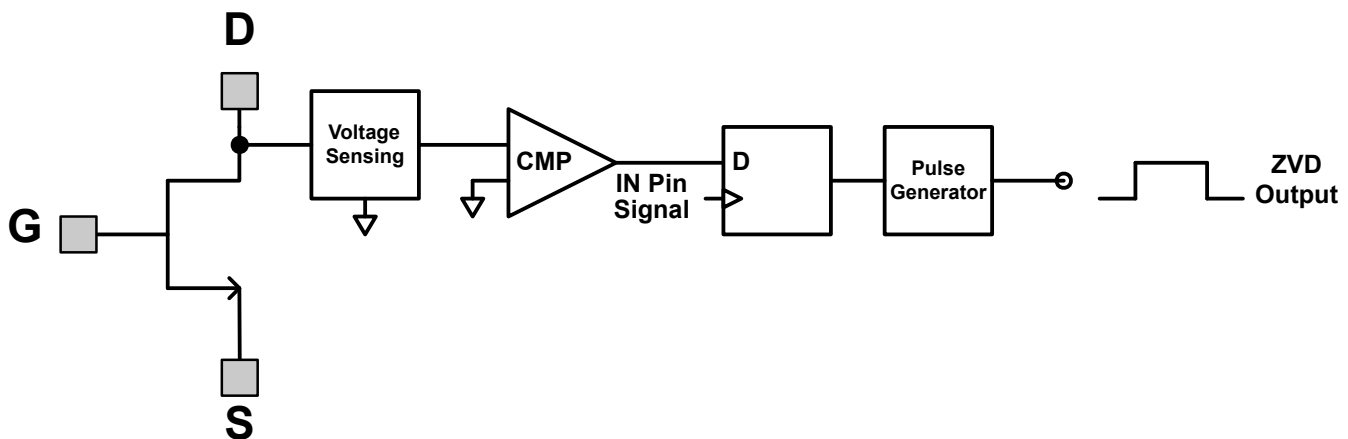 D
Voltage
Sensing
CMP
D
IN Pin
Signal
Pulse
Generator
ZVD
Output
G
S